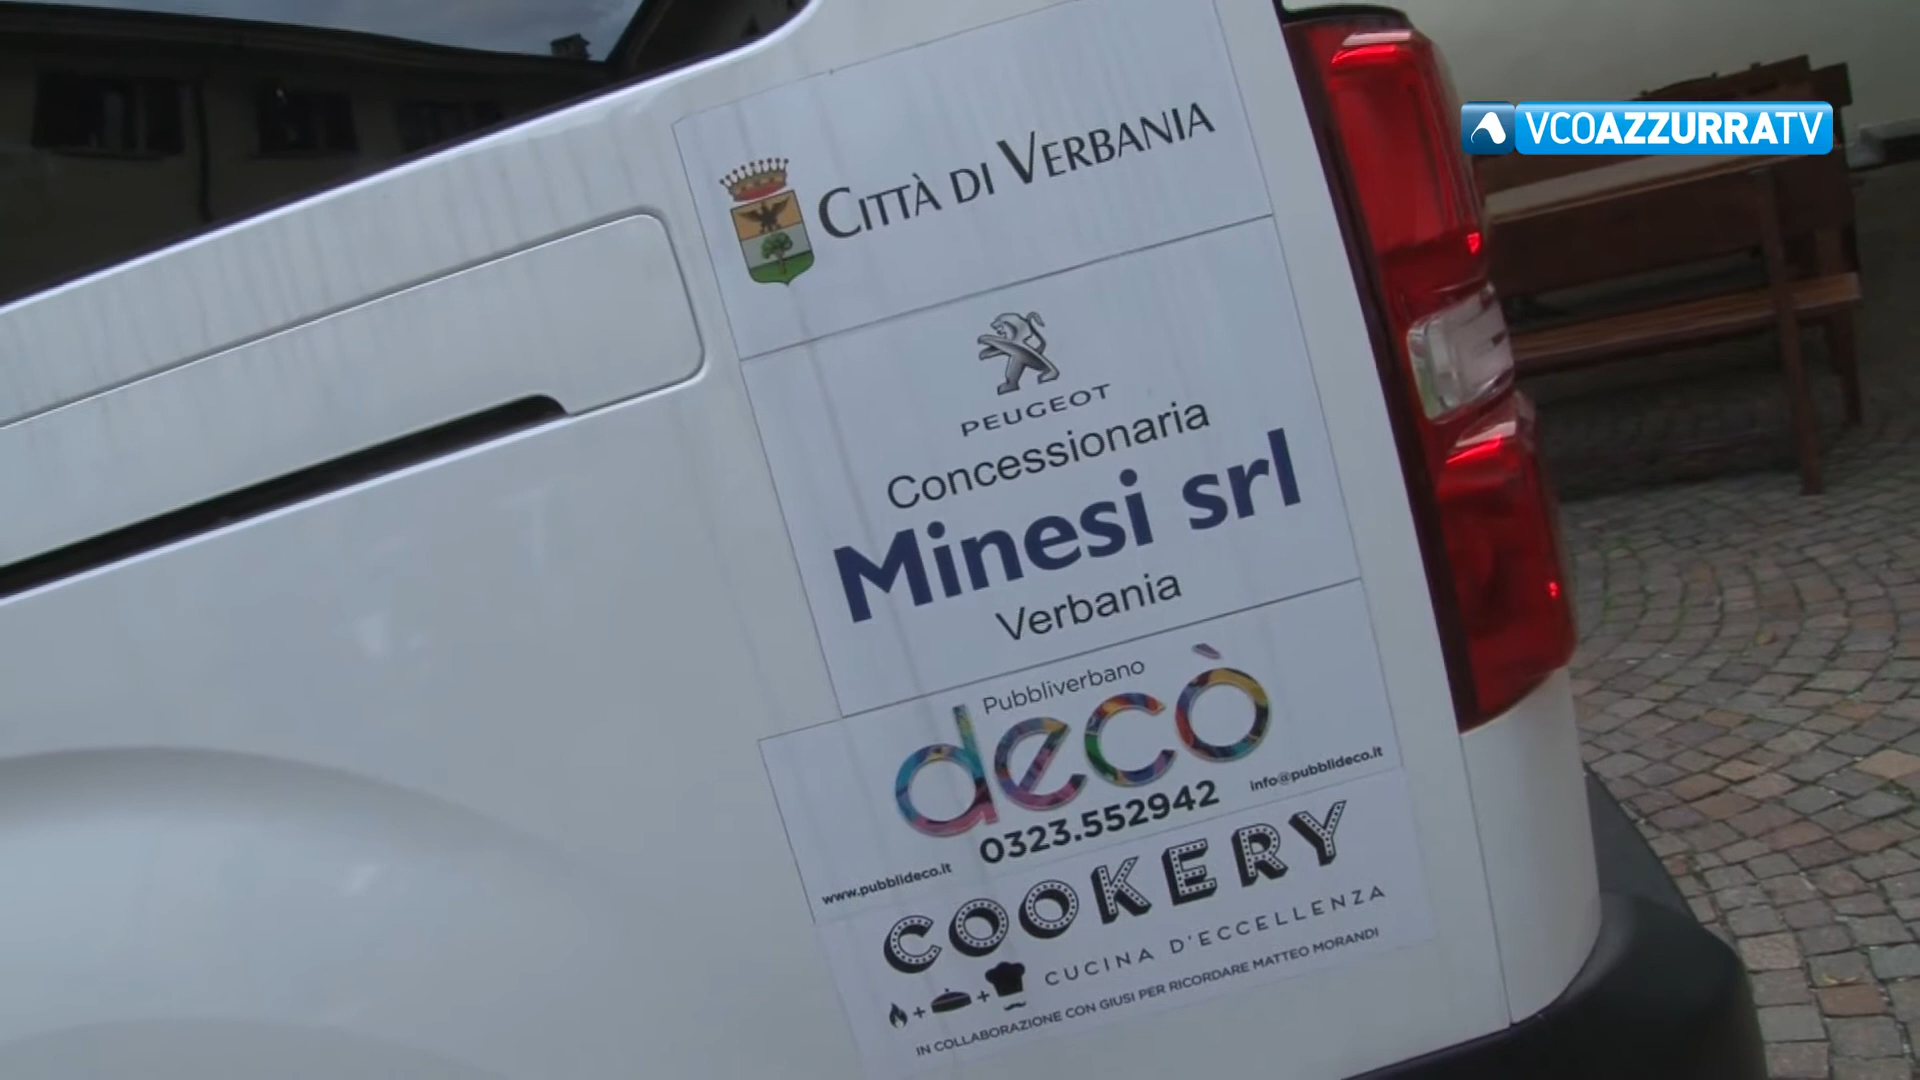 VCOAZZURRATV
CITTÀ DI VERBANIA
PEUGEOT
Concessionaria
Minesi srl
Verbania
Pubbliverbano
decò
info@pubblideco.it
0323.552942
www.pubblideco.it
COOKERY
CUCINA D'ECCELLENZA
IN COLLABORAZIONE CON GIUSI PER RICORDARE MATTEO MORANDI